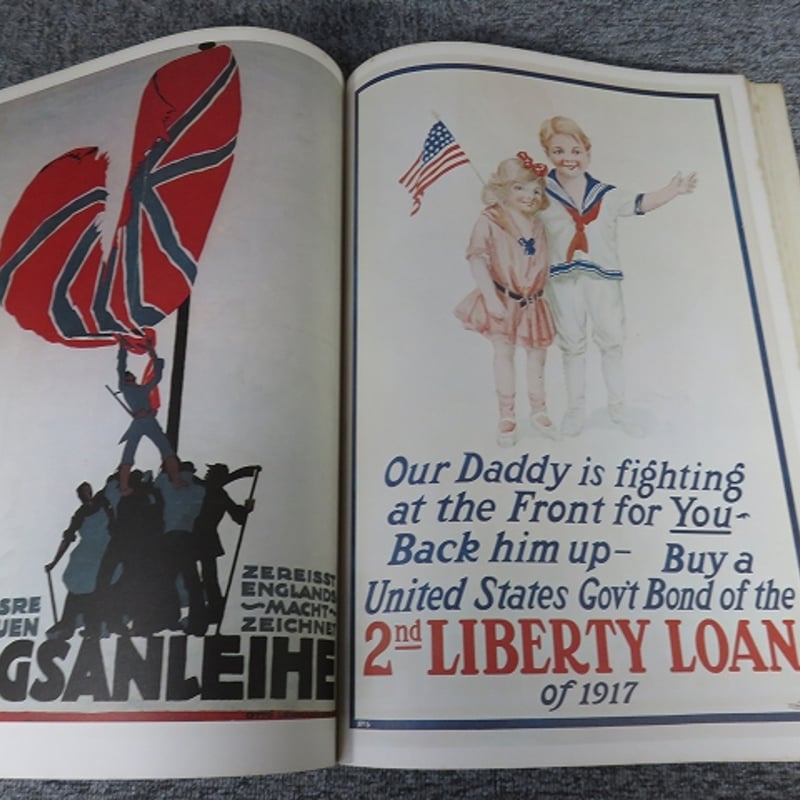 ZEREISST
ENGLANDS
MACHT
ZEICHNET
SRE
UEN
GSANLEIHE
Our Daddy is fighting
at the Front for You-
Back him up- Buy a
United States Gov't Bond of the
2nd LIBERTY LOAN
of 1917